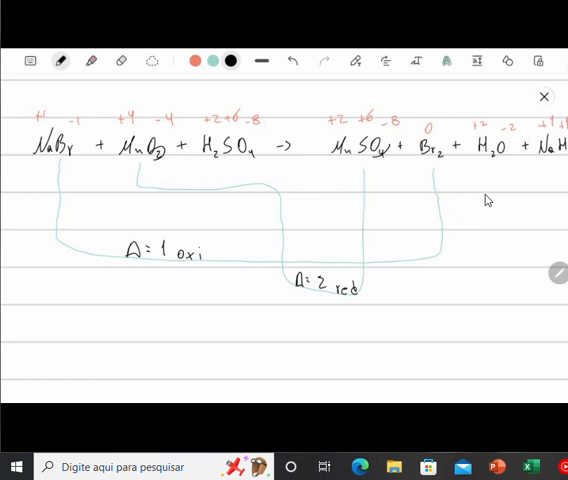 +1 -1 +4 -4 +2 +6 -8 +2 +6 -8 0 +2 -2 +1 +1
NaBr + MnO2 + H2SO4 → MnSO4 + Br2 + H2O + NaH
Δ= 1 oxi
Δ= 2 red
Digite aqui para pesquisar